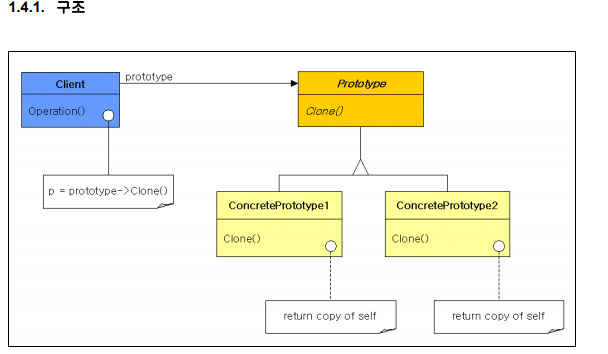 1.4.1. 구조
Client
prototype
Prototype
Operation()
Clone()
p = prototype->Clone()
ConcretePrototype1
ConcretePrototype2
Clone()
Clone()
return copy of self
return copy of self